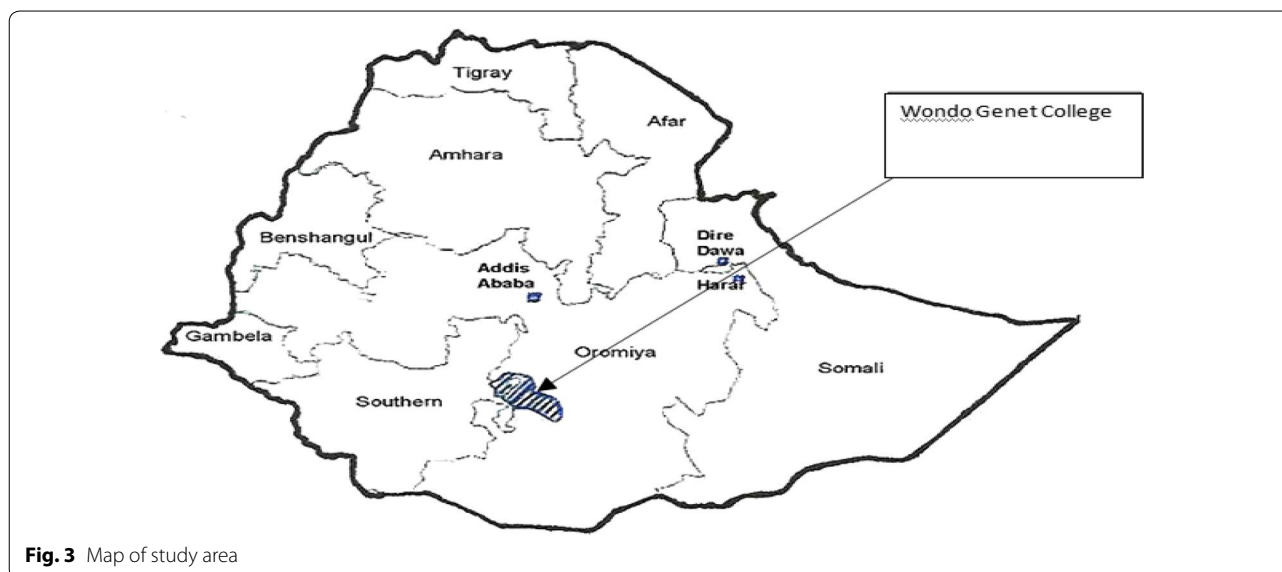 Tigray
Afar
Wondo Genet College
Amhara
Benshangul
Dire
Dawa
Addis
Ababa
Harar
Gambela
Oromiya
Somali
Southern
Fig. 3 Map of study area